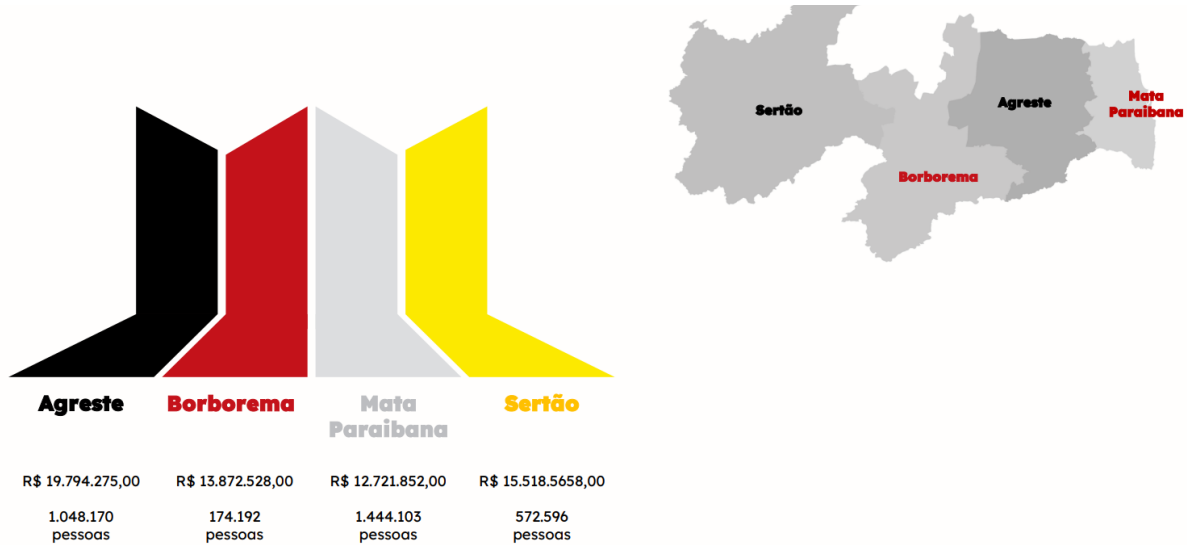 Sertão
Agreste
Mata
Paraibana
Borborema
Agreste
Borborema
Mata
Paraibana
Sertão
R$ 19.794.275,00
R$ 13.872.528,00
R$ 12.721.852,00
R$ 15.518.5658,00
1.048.170
pessoas
174.192
pessoas
1.444.103
pessoas
572.596
pessoas